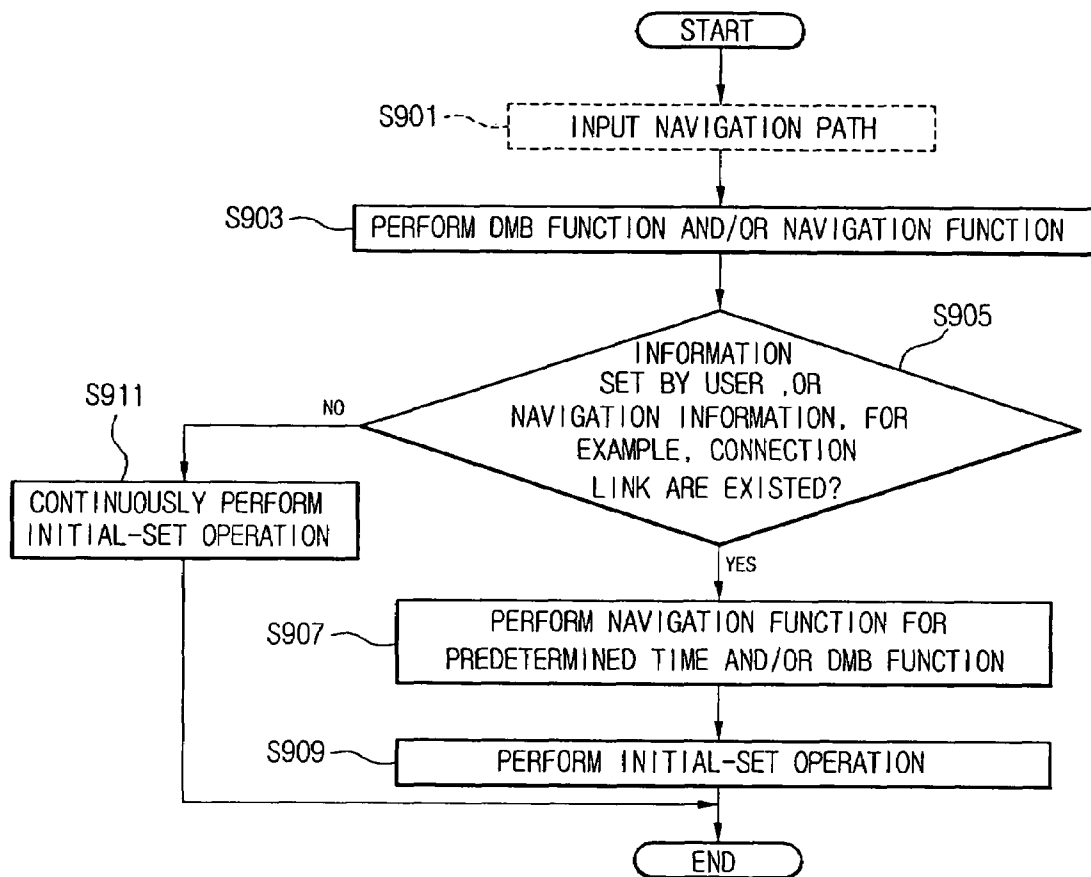 START
S901
INPUT NAVIGATION PATH
S903
PERFORM DMB FUNCTION AND/OR NAVIGATION FUNCTION
S905
INFORMATION
SET BY USER ,OR
NAVIGATION INFORMATION, FOR
EXAMPLE, CONNECTION
LINK ARE EXISTED?
NO
S911
CONTINUOUSLY PERFORM
INITIAL-SET OPERATION
YES
S907
PERFORM NAVIGATION FUNCTION FOR
PREDETERMINED TIME AND/OR DMB FUNCTION
S909
PERFORM INITIAL-SET OPERATION
END